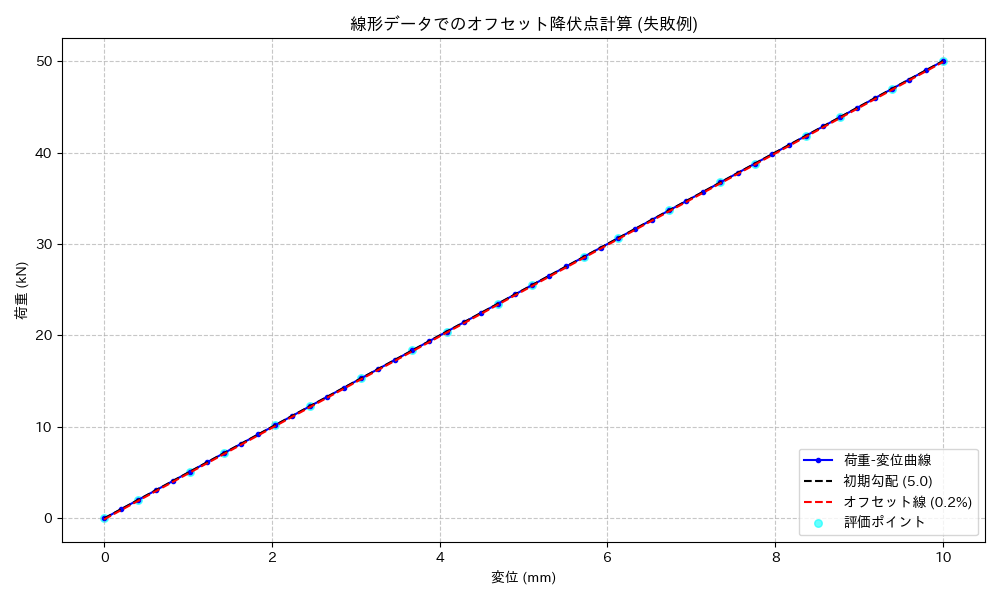 線形データでのオフセット降伏点計算 (失敗例)
荷重 (kN)
50
40
30
20
10
0
0 2 4 6 8 10
変位 (mm)
荷重-変位曲線
初期勾配 (5.0)
オフセット線 (0.2%)
評価ポイント